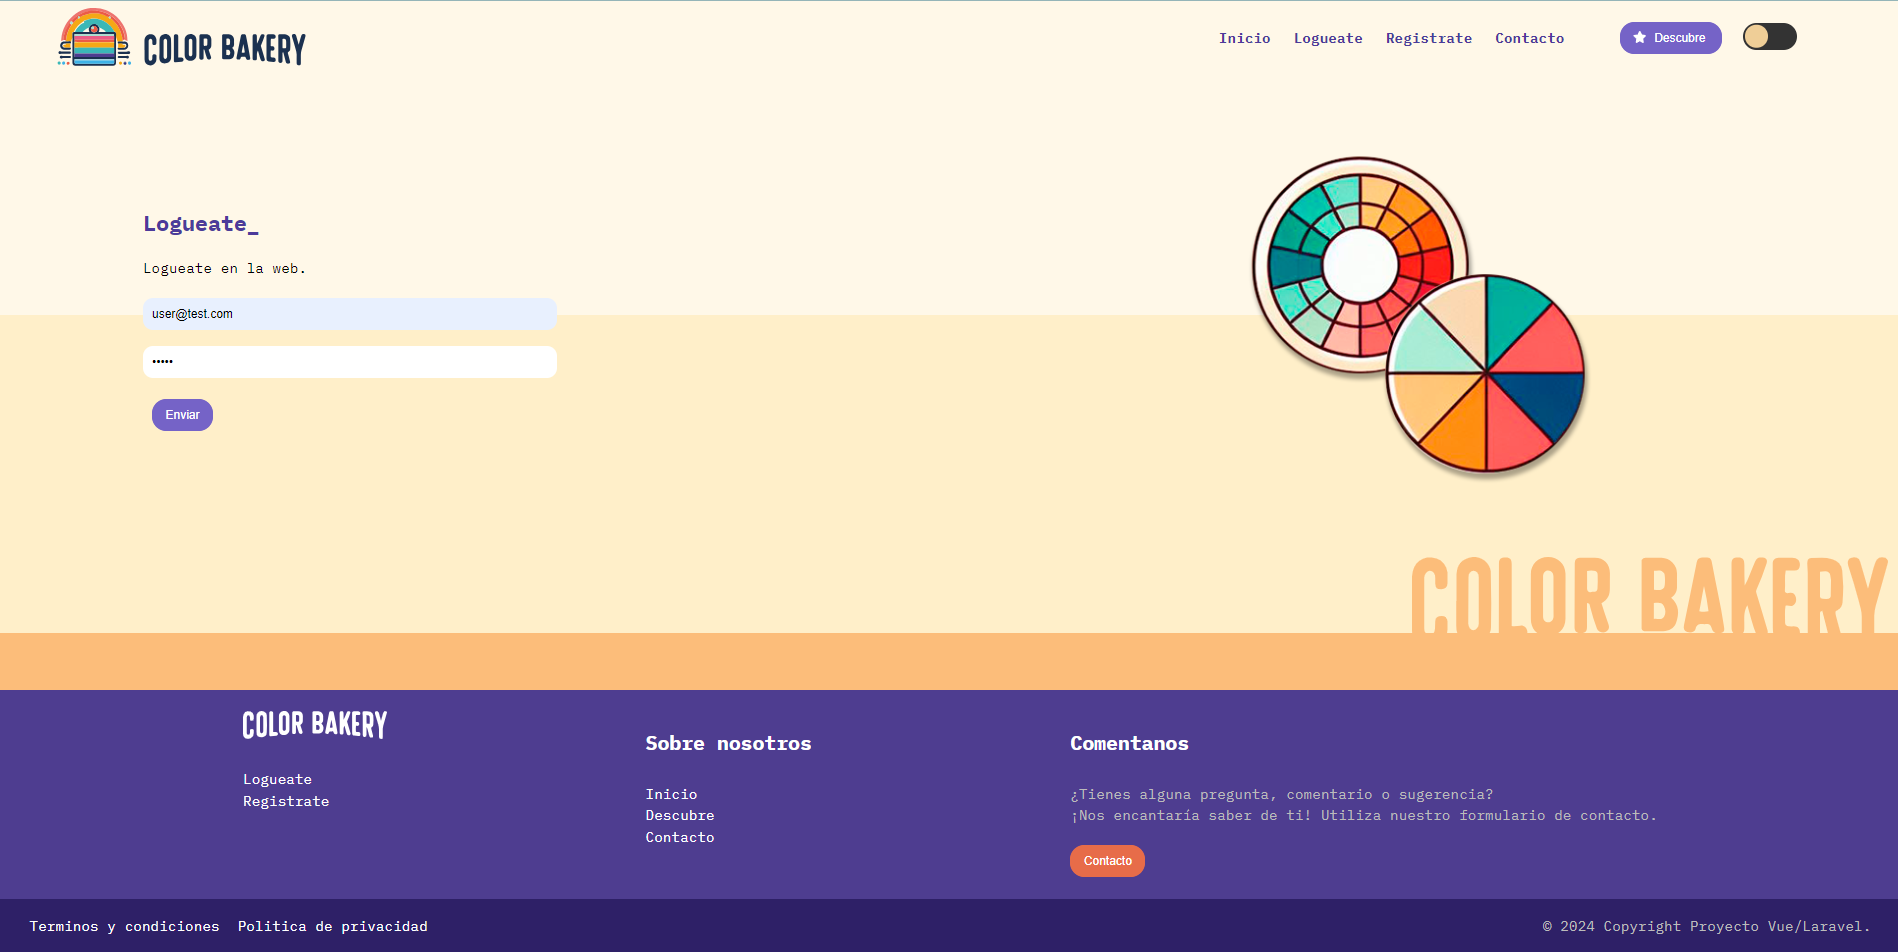 COLOR BAKERY
Inicio Logueate Registrate Contacto Descubre
Logueate_
Logueate en la web.
user@test.com
•••••
Enviar
COLOR BAKERY
COLOR BAKERY
Logueate
Registrate
Sobre nosotros
Inicio
Descubre
Contacto
Comentanos
¿Tienes alguna pregunta, comentario o sugerencia?
¡Nos encantaría saber de ti! Utiliza nuestro formulario de contacto.
Contacto
Terminos y condiciones Politica de privacidad
© 2024 Copyright Proyecto Vue/Laravel.